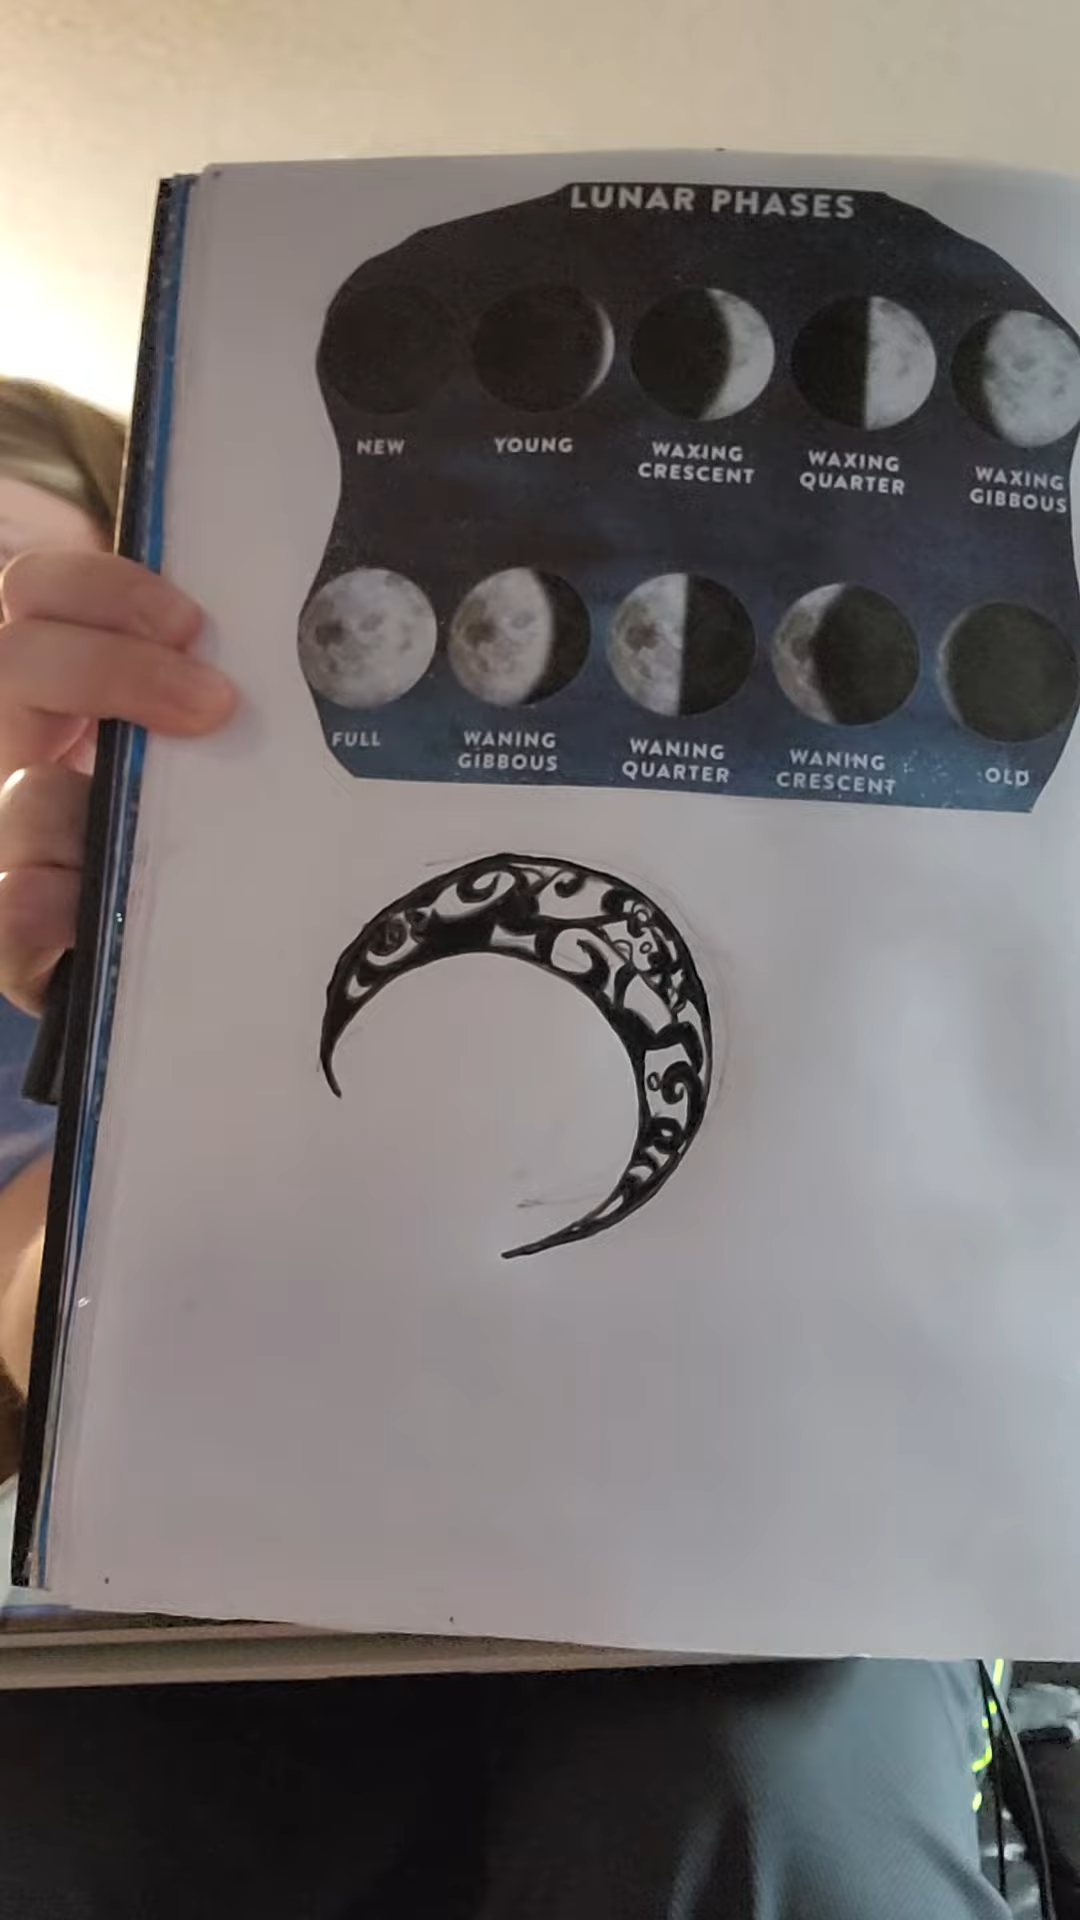 LUNAR PHASES
NEW
YOUNG
WAXING
CRESCENT
WAXING
QUARTER
WAXING
GIBBOUS
FULL
WANING
GIBBOUS
WANING
QUARTER
WANING
CRESCENT
OLD